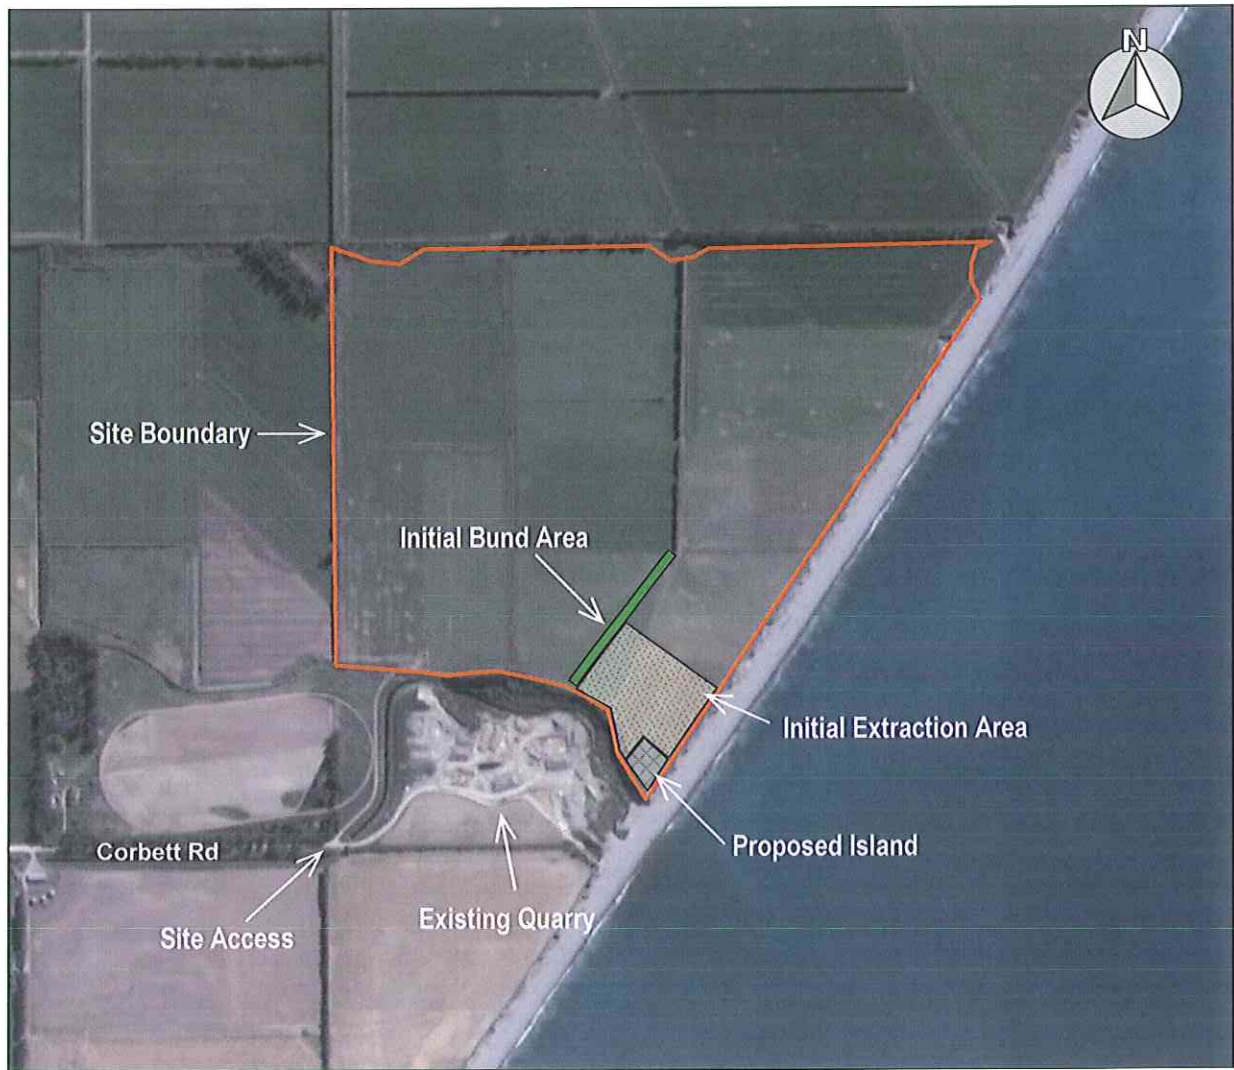 N
Site Boundary
Initial Bund Area
Initial Extraction Area
Proposed Island
Corbett Rd
Existing Quarry
Site Access